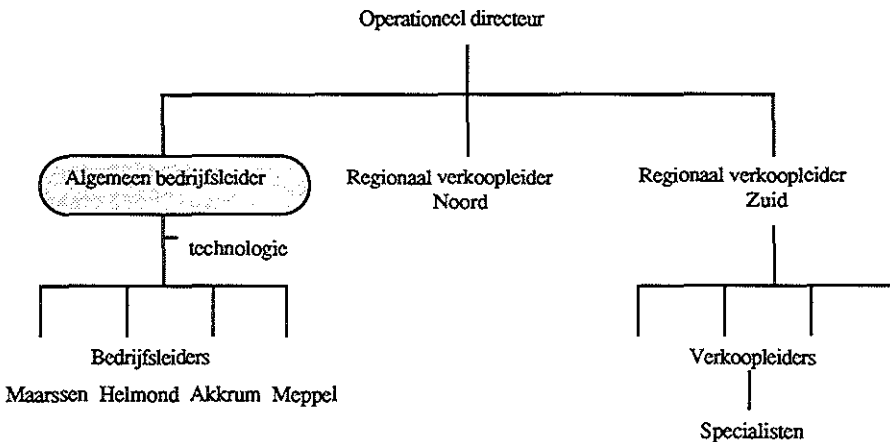 Operationeel directeur
Algemeen bedrijfsleider
Regionaal verkoopleider
Noord
Regionaal verkoopleider
Zuid
technologie
Bedrijfsleiders
Maarssen Helmond Akkrum Meppel
Verkoopleiders
Specialisten